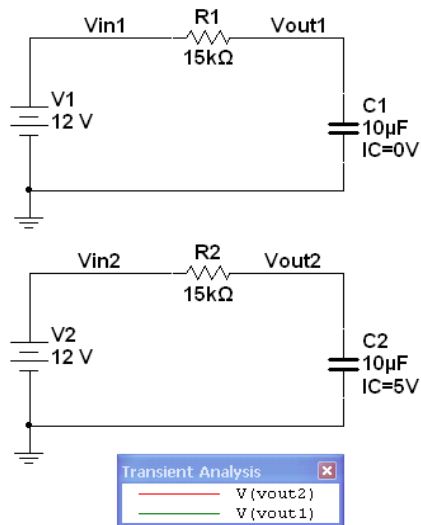 Vin1
R1
15kΩ
Vout1
V1
12 V
C1
10µF
IC=0V
Vin2
R2
15kΩ
Vout2
V2
12 V
C2
10µF
IC=5V
Transient Analysis
V(vout2)
V(vout1)